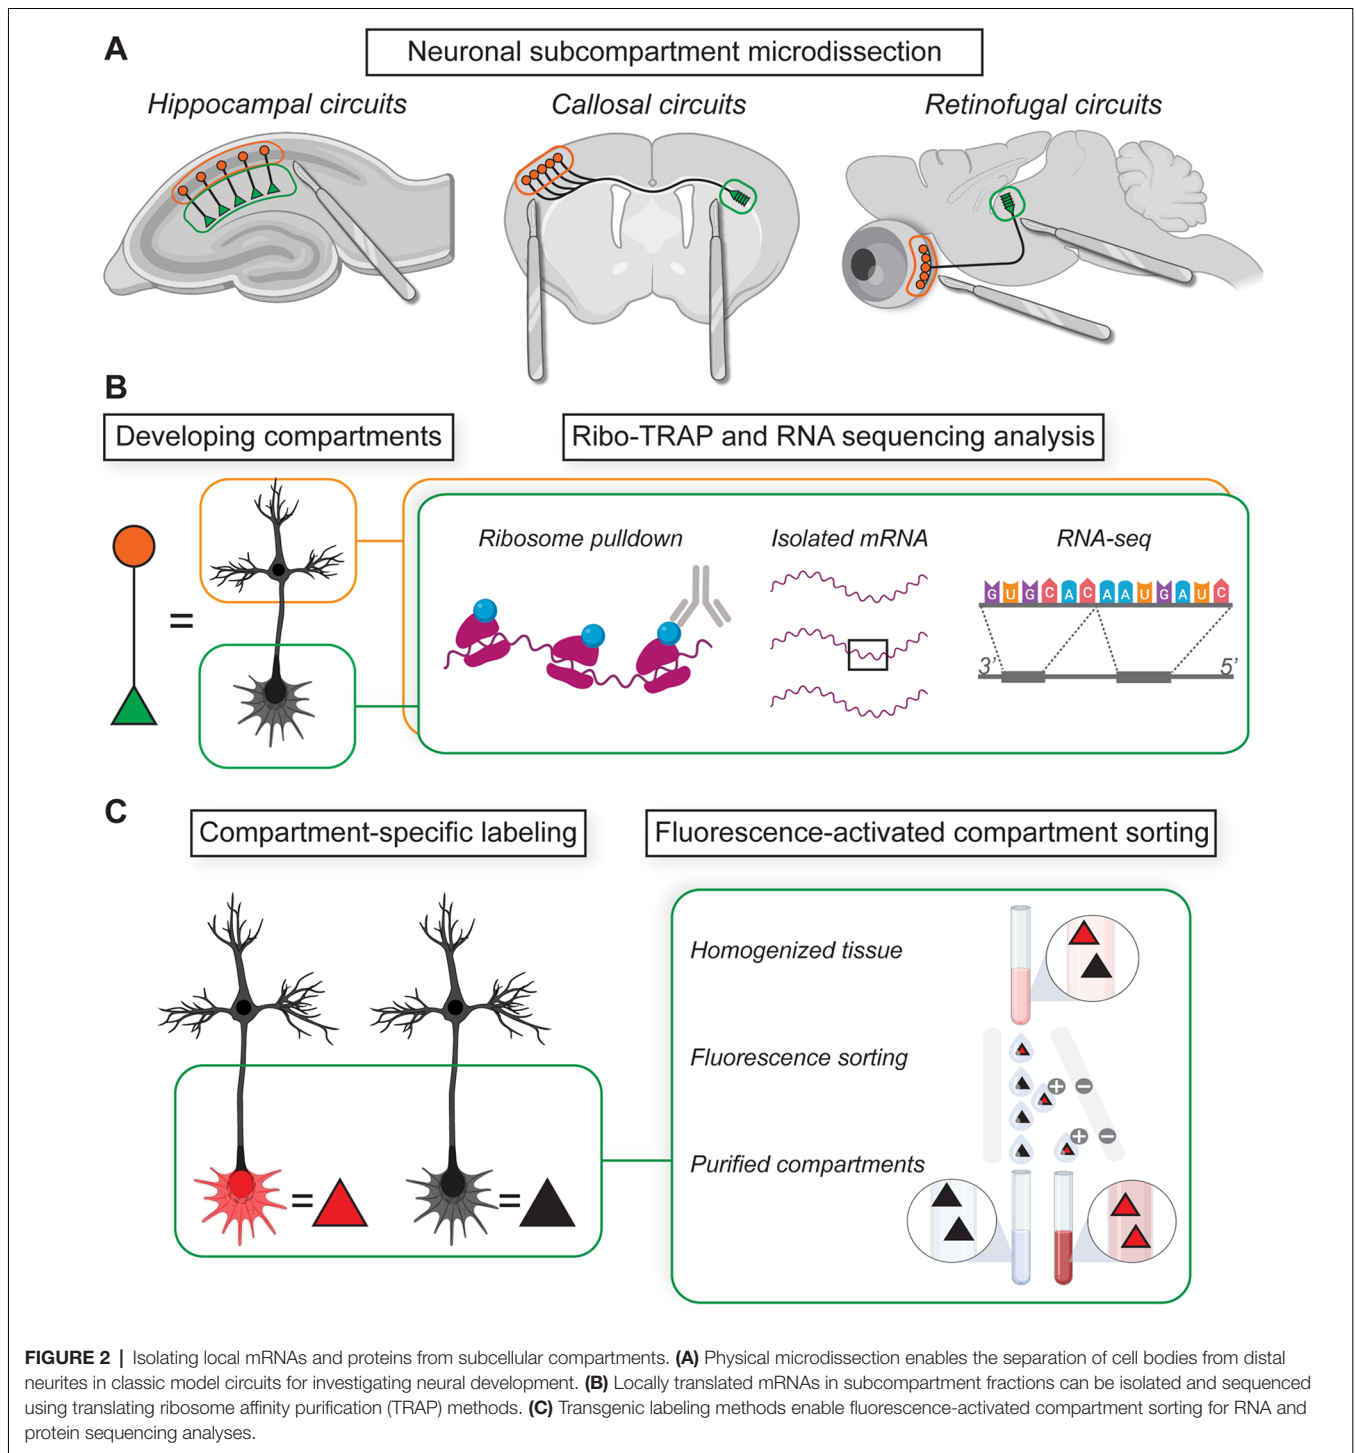 A
Neuronal subcompartment microdissection
Hippocampal circuits
Callosal circuits
Retinofugal circuits
B
Developing compartments
Ribo-TRAP and RNA sequencing analysis
=
Ribosome pulldown
Isolated mRNA
RNA-seq
G U G C A C A A U G A U C
3’
5’
C
Compartment-specific labeling
Fluorescence-activated compartment sorting
Homogenized tissue
Fluorescence sorting
+ −
+ −
Purified compartments
=
=
FIGURE 2 | Isolating local mRNAs and proteins from subcellular compartments. (A) Physical microdissection enables the separation of cell bodies from distal
neurites in classic model circuits for investigating neural development. (B) Locally translated mRNAs in subcompartment fractions can be isolated and sequenced
using translating ribosome affinity purification (TRAP) methods. (C) Transgenic labeling methods enable fluorescence-activated compartment sorting for RNA and
protein sequencing analyses.